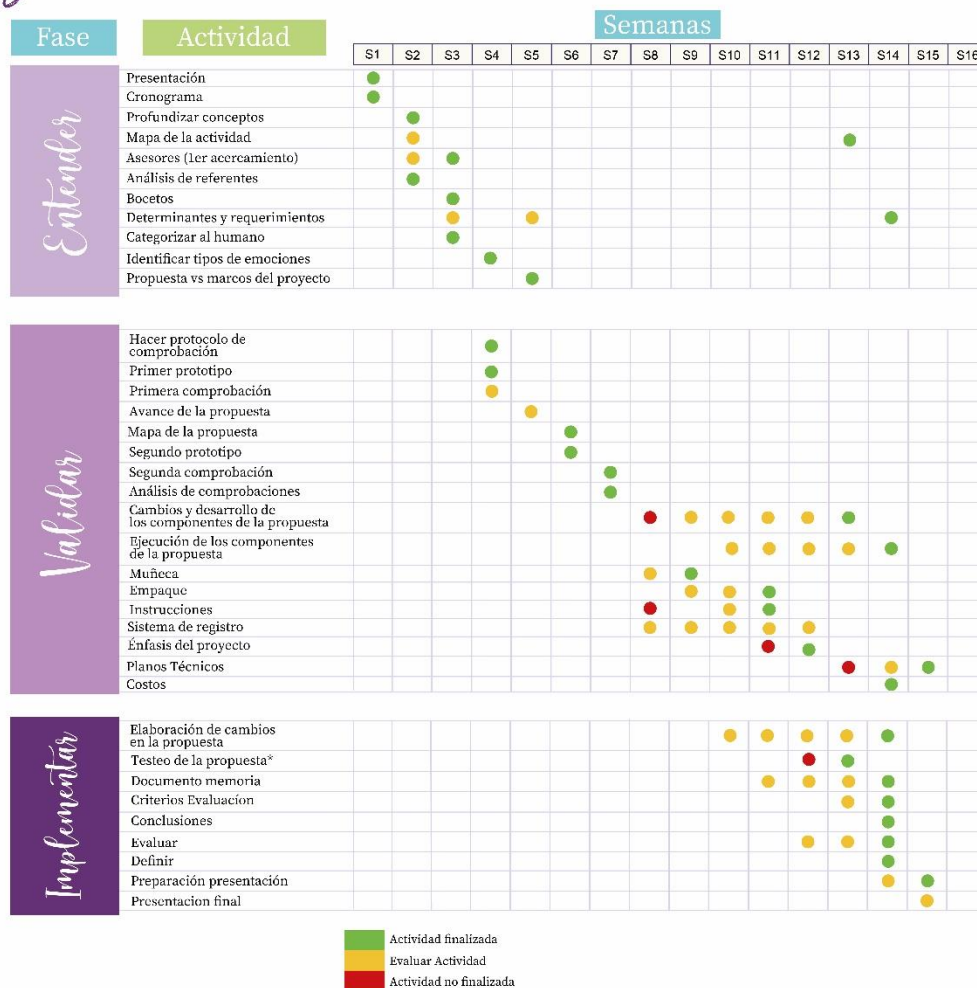 Fase
Actividad
Semanas
S1 S2 S3 S4 S5 S6 S7 S8 S9 S10 S11 S12 S13 S14 S15 S16
Entender
Presentación
Cronograma
Profundizar conceptos
Mapa de la actividad
Asesores (1er acercamiento)
Análisis de referentes
Bocetos
Determinantes y requerimientos
Categorizar al humano
Identificar tipos de emociones
Propuesta vs marcos del proyecto
Validar
Hacer protocolo de
comprobación
Primer prototipo
Primera comprobación
Avance de la propuesta
Mapa de la propuesta
Segundo prototipo
Segunda comprobación
Análisis de comprobaciones
Cambios y desarrollo de
los componentes de la propuesta
Ejecución de los componentes
de la propuesta
Muñeca
Empaque
Instrucciones
Sistema de registro
Énfasis del proyecto
Planos Técnicos
Costos
Implementar
Elaboración de cambios
en la propuesta
Testeo de la propuesta*
Documento memoria
Criterios Evaluacíon
Conclusiones
Evaluar
Definir
Preparación presentación
Presentacion final
Actividad finalizada
Evaluar Actividad
Actividad no finalizada